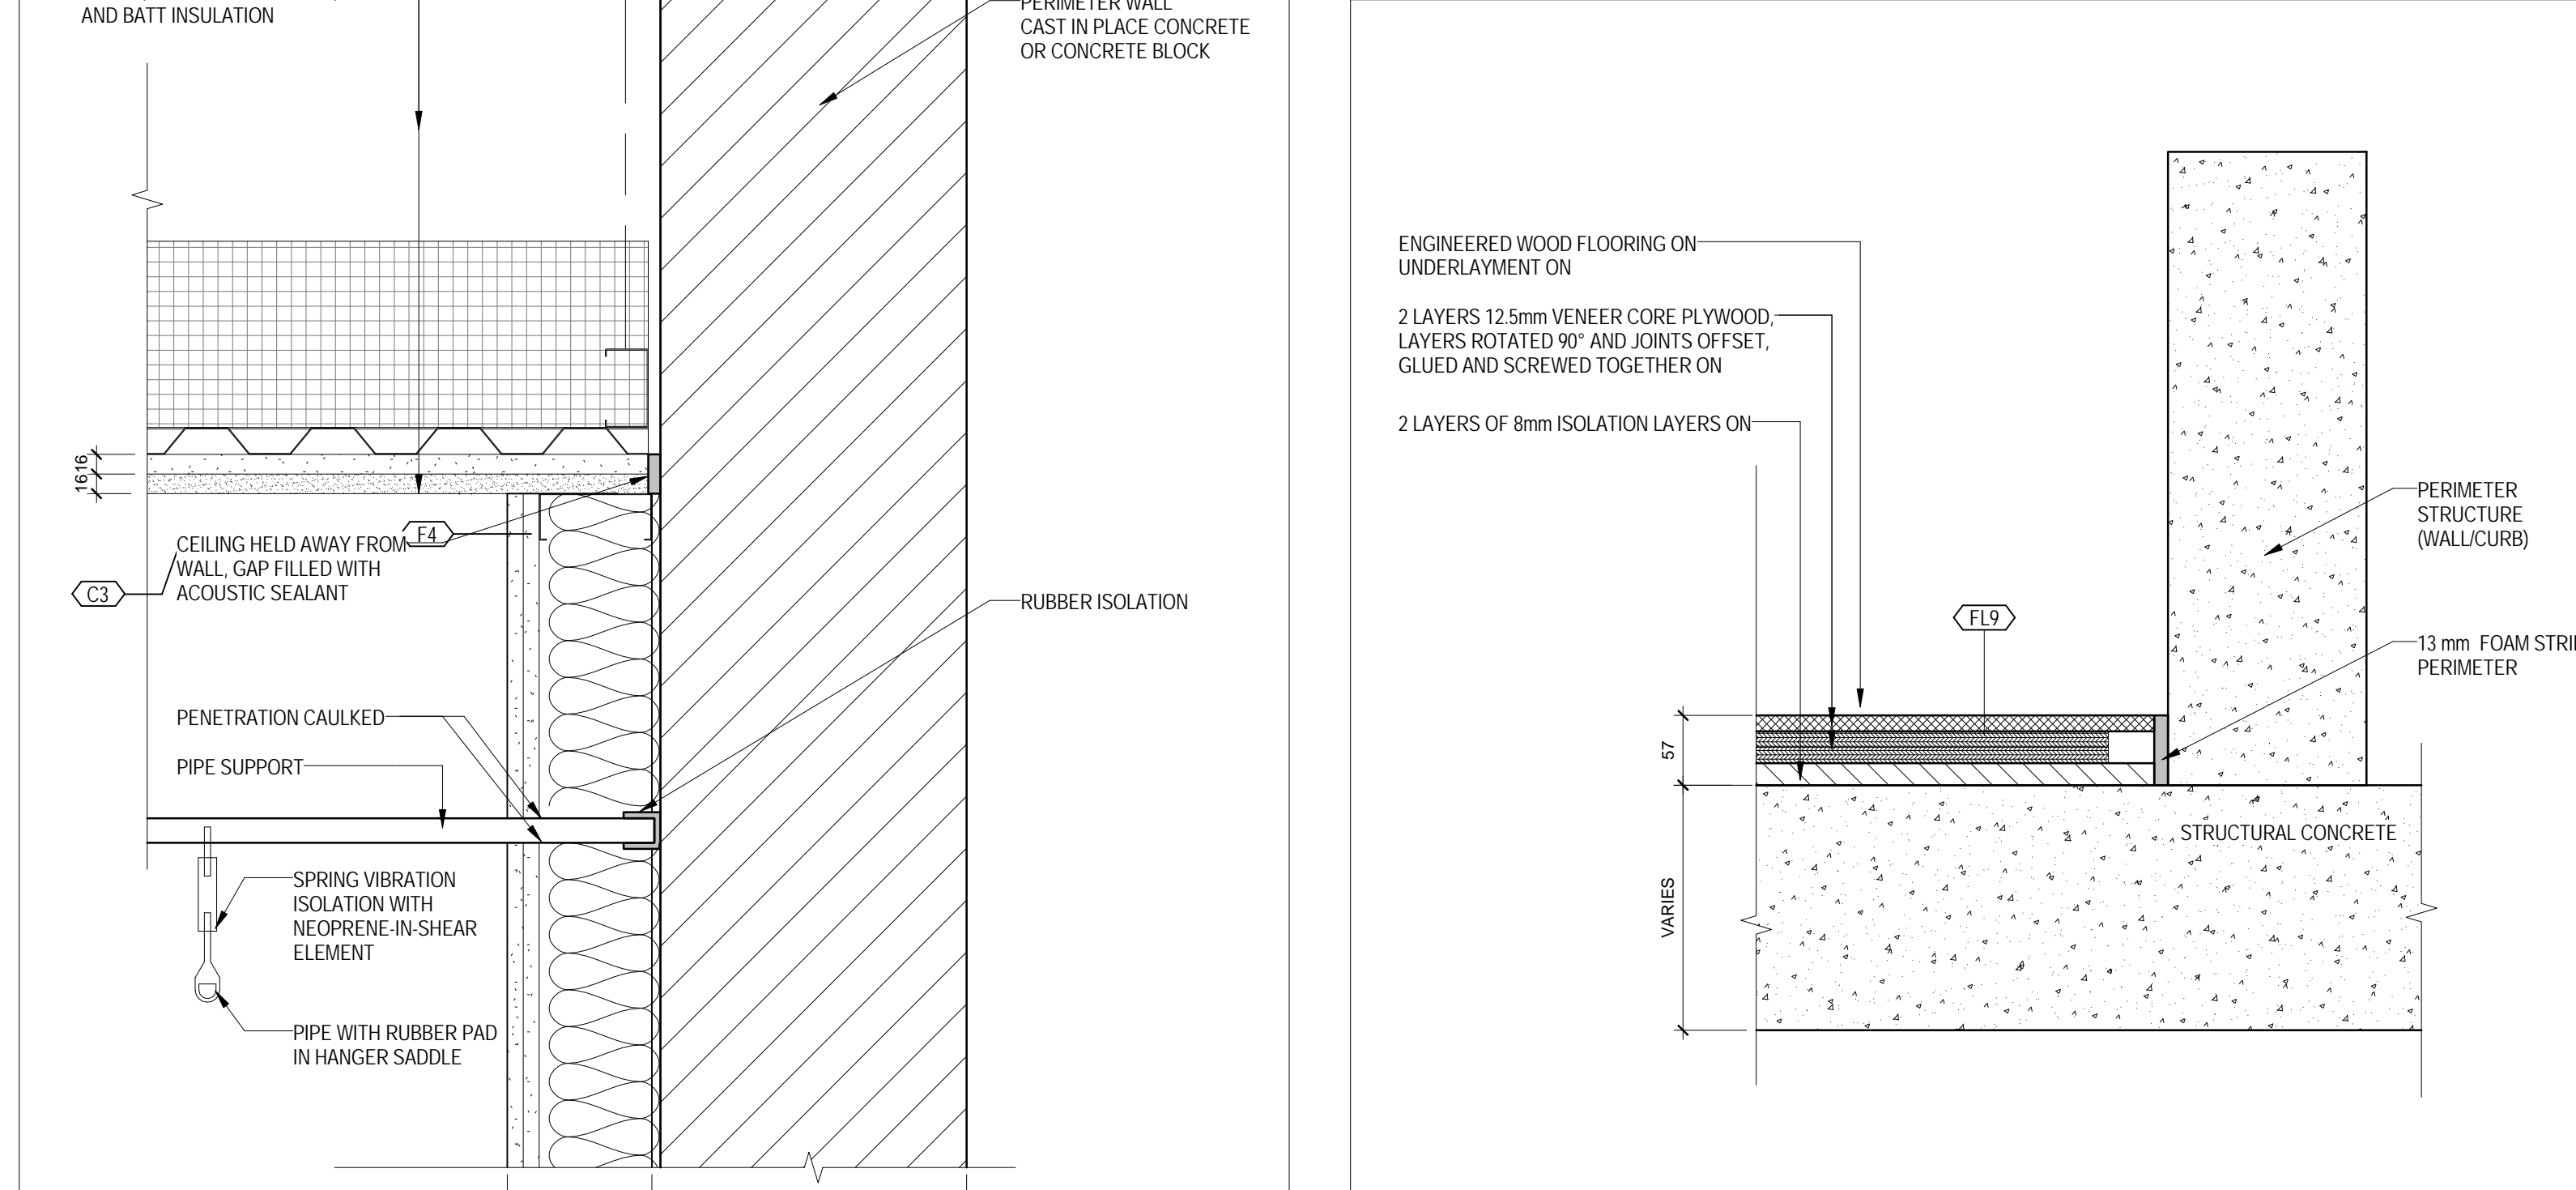 AND BATT INSULATION
PERIMETER WALL
CAST IN PLACE CONCRETE
OR CONCRETE BLOCK
16
16
F4
CEILING HELD AWAY FROM
WALL, GAP FILLED WITH
ACOUSTIC SEALANT
C3
RUBBER ISOLATION
PENETRATION CAULKED
PIPE SUPPORT
SPRING VIBRATION
ISOLATION WITH
NEOPRENE-IN-SHEAR
ELEMENT
PIPE WITH RUBBER PAD
IN HANGER SADDLE
ENGINEERED WOOD FLOORING ON
UNDERLAYMENT ON
2 LAYERS 12.5mm VENEER CORE PLYWOOD,
LAYERS ROTATED 90° AND JOINTS OFFSET,
GLUED AND SCREWED TOGETHER ON
2 LAYERS OF 8mm ISOLATION LAYERS ON
PERIMETER
STRUCTURE
(WALL/CURB)
FL9
13 mm FOAM
PERIMETER
57
STRUCTURAL CONCRETE
VARIES